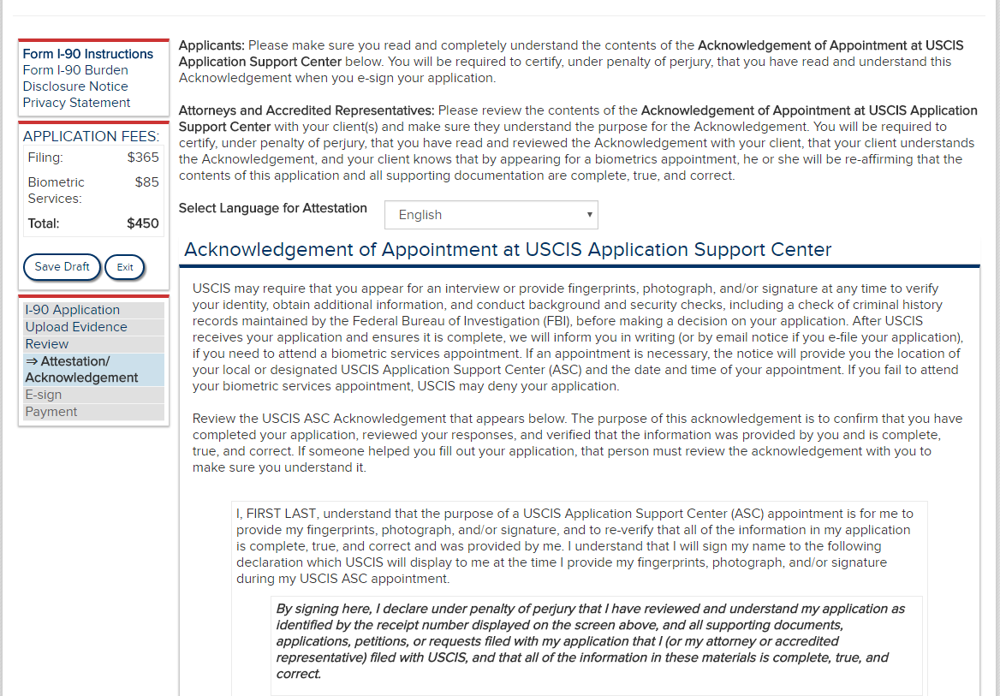 Form I-90 Instructions
Form I-90 Burden
Disclosure Notice
Privacy Statement
APPLICATION FEES:
Filing: $365
Biometric $85
Services:
Total: $450
Save Draft Exit
I-90 Application
Upload Evidence
Review
⇒ Attestation/
Acknowledgement
E-sign
Payment
Applicants: Please make sure you read and completely understand the contents of the Acknowledgement of Appointment at USCIS
Application Support Center below. You will be required to certify, under penalty of perjury, that you have read and understand this
Acknowledgement when you e-sign your application.
Attorneys and Accredited Representatives: Please review the contents of the Acknowledgement of Appointment at USCIS Application
Support Center with your client(s) and make sure they understand the purpose for the Acknowledgement. You will be required to
certify, under penalty of perjury, that you have read and reviewed the Acknowledgement with your client, that your client understands
the Acknowledgement, and your client knows that by appearing for a biometrics appointment, he or she will be re-affirming that the
contents of this application and all supporting documentation are complete, true, and correct.
Select Language for Attestation English
Acknowledgement of Appointment at USCIS Application Support Center
USCIS may require that you appear for an interview or provide fingerprints, photograph, and/or signature at any time to verify
your identity, obtain additional information, and conduct background and security checks, including a check of criminal history
records maintained by the Federal Bureau of Investigation (FBI), before making a decision on your application. After USCIS
receives your application and ensures it is complete, we will inform you in writing (or by email notice if you e-file your application),
if you need to attend a biometric services appointment. If an appointment is necessary, the notice will provide you the location of
your local or designated USCIS Application Support Center (ASC) and the date and time of your appointment. If you fail to attend
your biometric services appointment, USCIS may deny your application.
Review the USCIS ASC Acknowledgement that appears below. The purpose of this acknowledgement is to confirm that you have
completed your application, reviewed your responses, and verified that the information was provided by you and is complete,
true, and correct. If someone helped you fill out your application, that person must review the acknowledgement with you to
make sure you understand it.
I, FIRST LAST, understand that the purpose of a USCIS Application Support Center (ASC) appointment is for me to
provide my fingerprints, photograph, and/or signature, and to re-verify that all of the information in my application
is complete, true, and correct and was provided by me. I understand that I will sign my name to the following
declaration which USCIS will display to me at the time I provide my fingerprints, photograph, and/or signature
during my USCIS ASC appointment.
By signing here, I declare under penalty of perjury that I have reviewed and understand my application as
identified by the receipt number displayed on the screen above, and all supporting documents,
applications, petitions, or requests filed with my application that I (or my attorney or accredited
representative) filed with USCIS, and that all of the information in these materials is complete, true, and
correct.